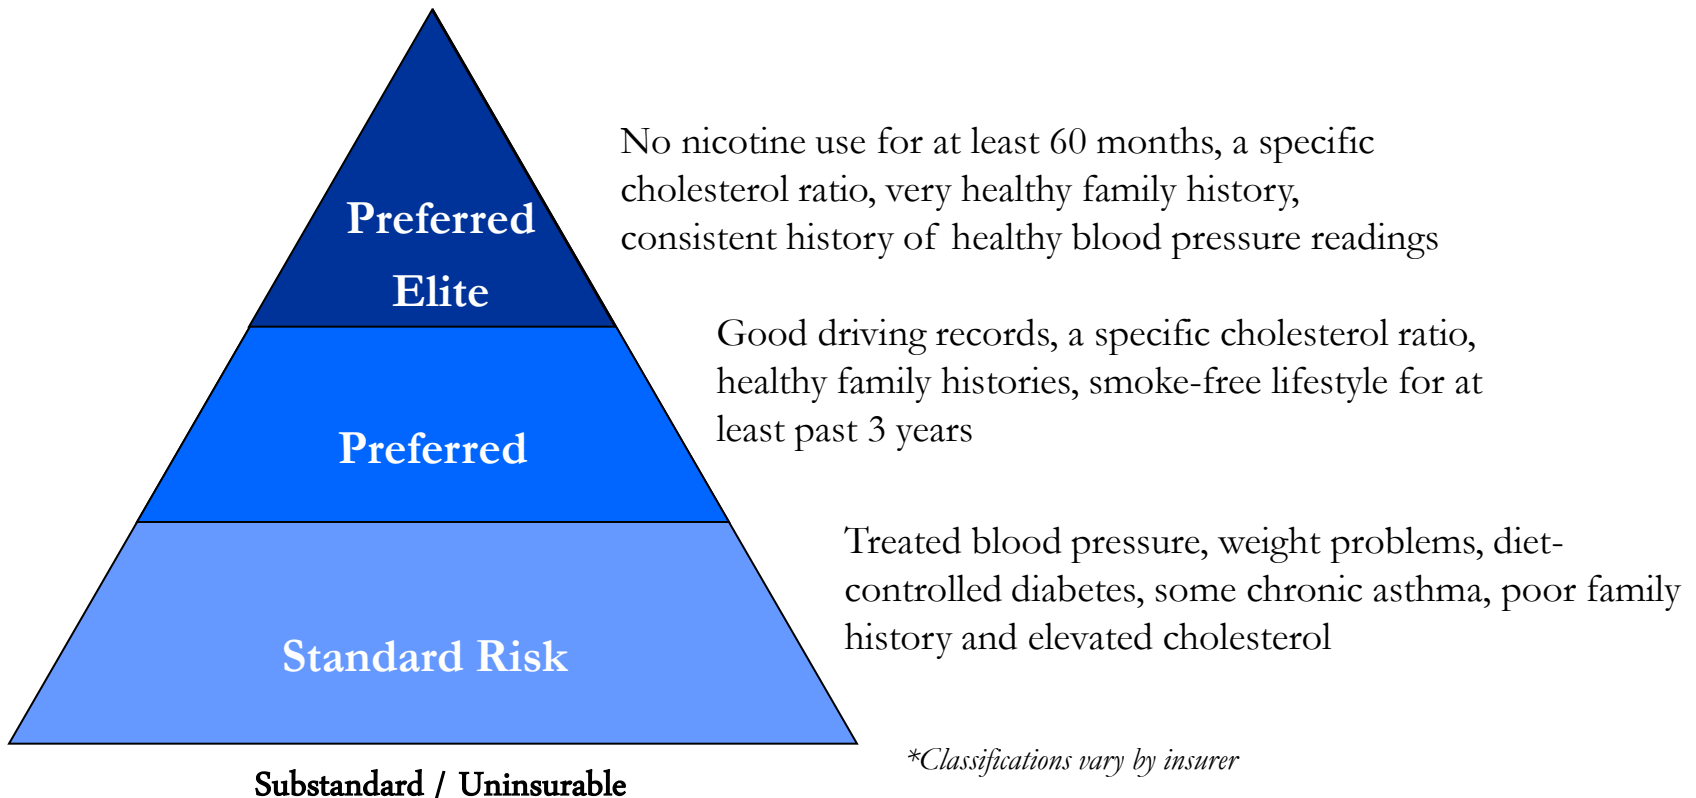 No nicotine use for at least 60 months, a specific
cholesterol ratio, very healthy family history,
consistent history of healthy blood pressure readings
Preferred
Elite
Good driving records, a specific cholesterol ratio,
healthy family histories, smoke-free lifestyle for at
least past 3 years
Preferred
Treated blood pressure, weight problems, diet-
controlled diabetes, some chronic asthma, poor family
history and elevated cholesterol
Standard Risk
*Classifications vary by insurer
Substandard / Uninsurable